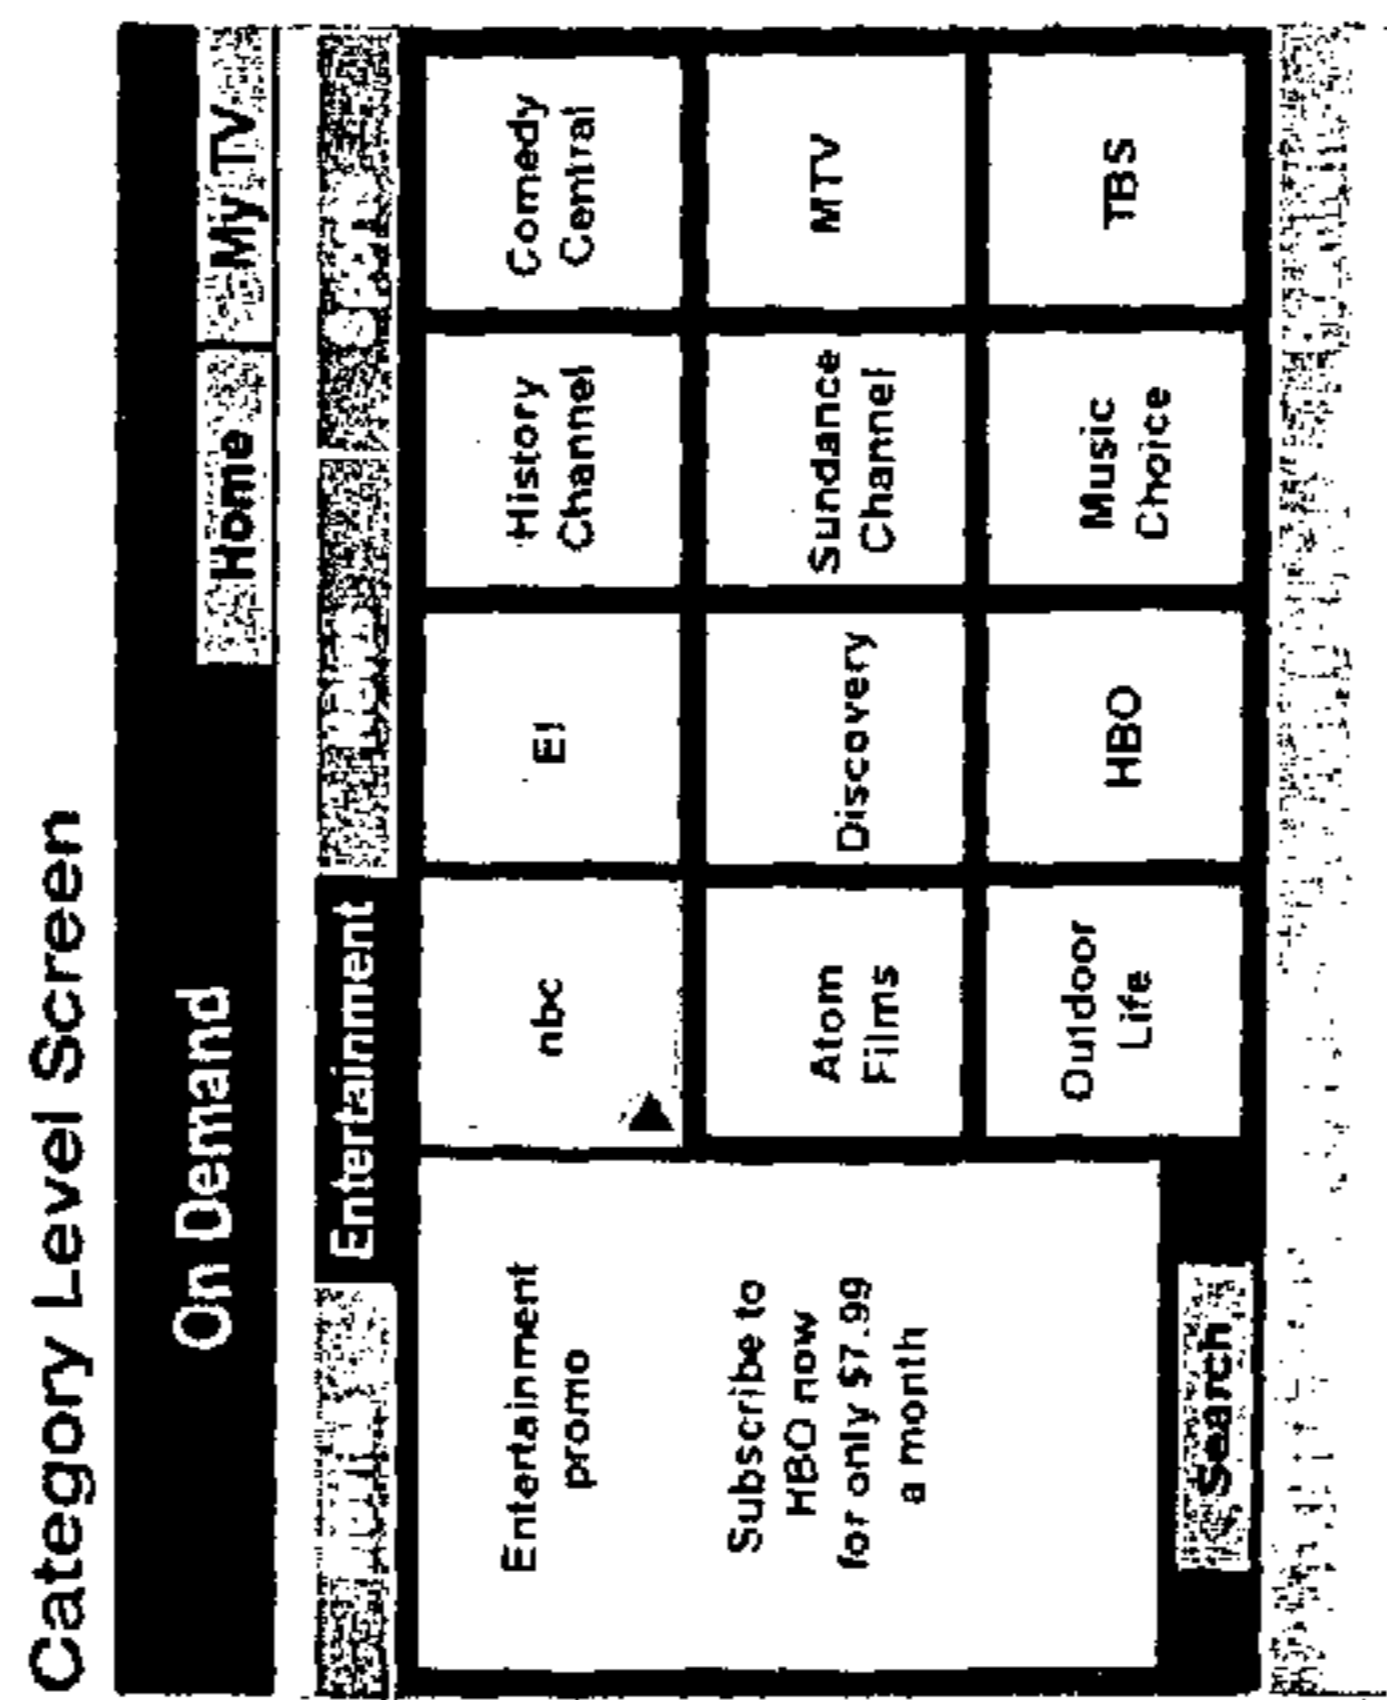 Category Level Screen
On Demand
Home
My TV
Entertainment
Entertainment
promo
Subscribe to
HBO now
for only $7.99
a month
Search
nbc
E!
History
Channel
Comedy
Central
Atom
Films
Discovery
Sundance
Channel
MTV
Outdoor
Life
HBO
Music
Choice
TBS